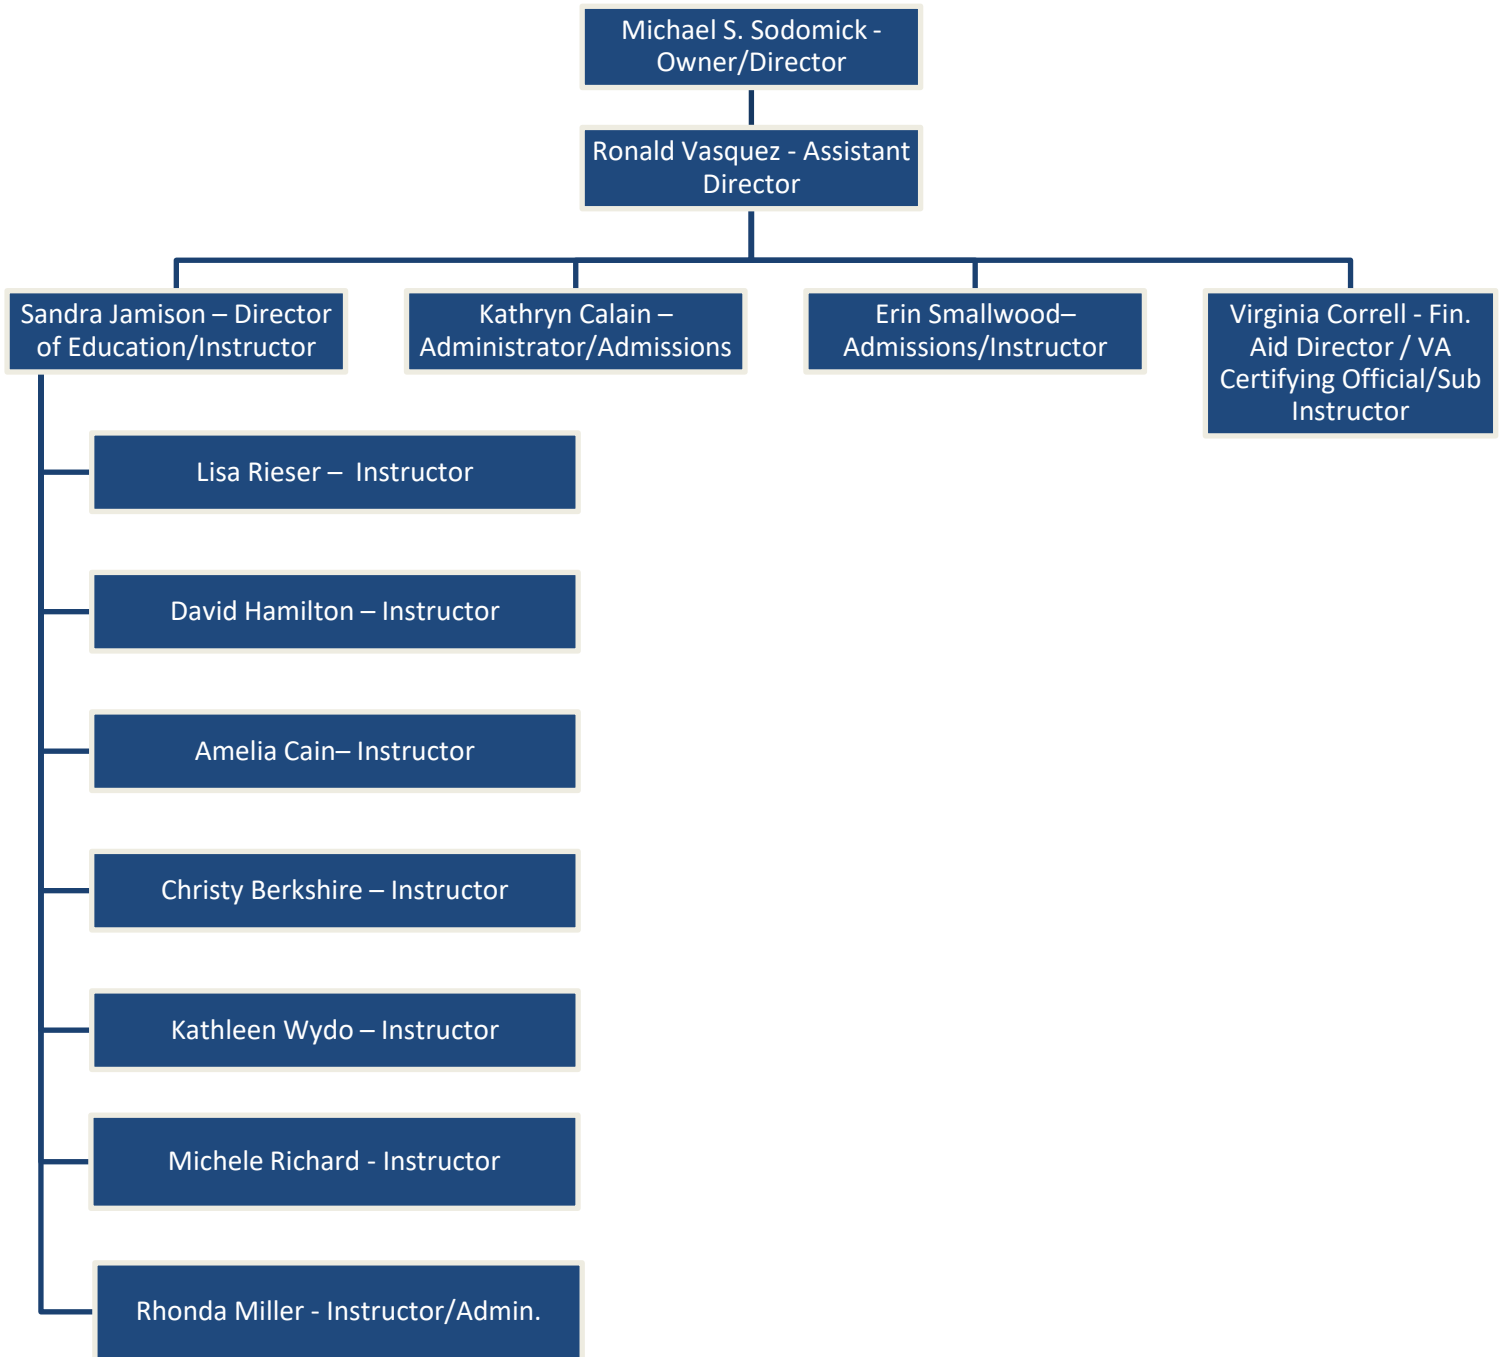 Michael S. Sodomick -
Owner/Director
Ronald Vasquez - Assistant
Director
Sandra Jamison – Director
of Education/Instructor
Kathryn Calain –
Administrator/Admissions
Erin Smallwood–
Admissions/Instructor
Virginia Correll - Fin.
Aid Director / VA
Certifying Official/Sub
Instructor
Lisa Rieser – Instructor
David Hamilton – Instructor
Amelia Cain– Instructor
Christy Berkshire – Instructor
Kathleen Wydo – Instructor
Michele Richard - Instructor
Rhonda Miller - Instructor/Admin.